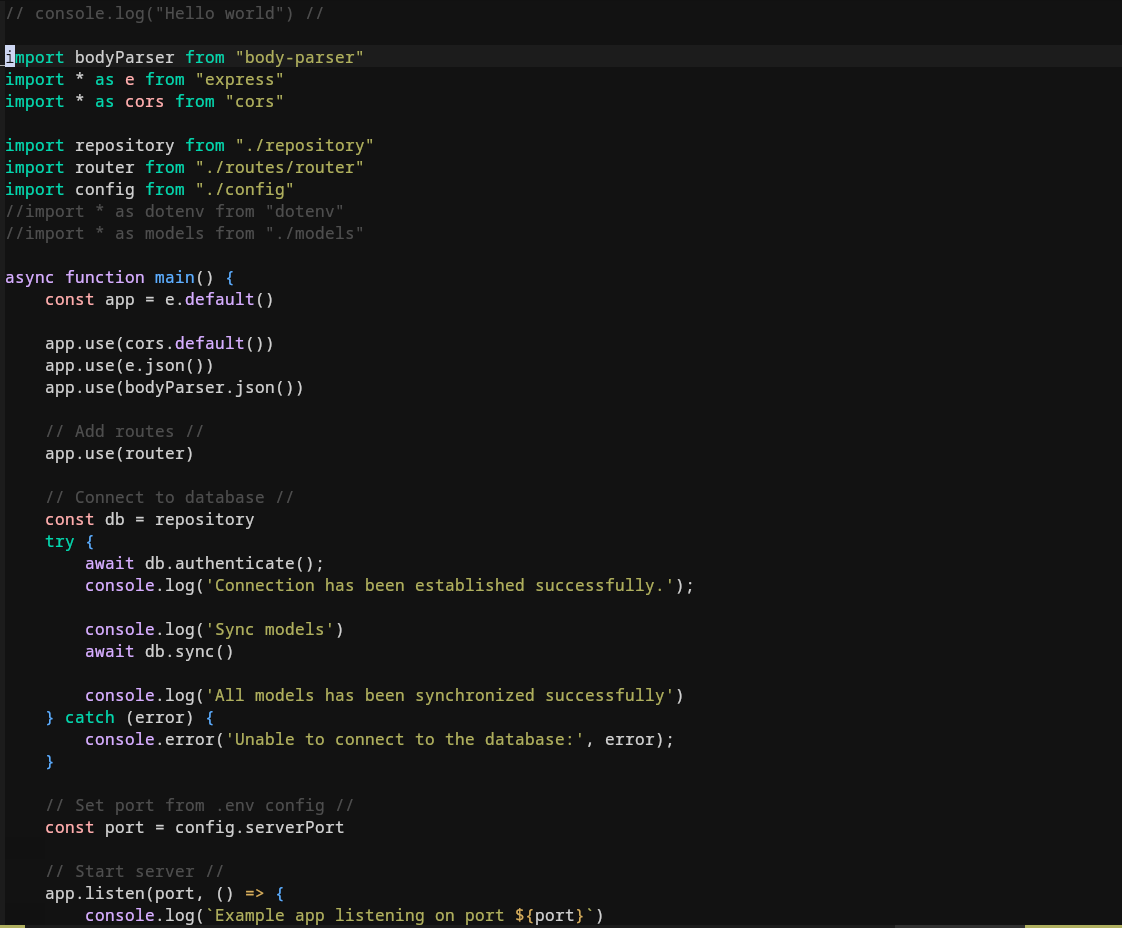 // console.log("Hello world") //
import bodyParser from "body-parser"
import * as e from "express"
import * as cors from "cors"
import repository from "./repository"
import router from "./routes/router"
import config from "./config"
//import * as dotenv from "dotenv"
//import * as models from "./models"
async function main() {
    const app = e.default()
    app.use(cors.default())
    app.use(e.json())
    app.use(bodyParser.json())
    // Add routes //
    app.use(router)
    // Connect to database //
    const db = repository
    try {
        await db.authenticate();
        console.log('Connection has been established successfully.');
        console.log('Sync models')
        await db.sync()
        console.log('All models has been synchronized successfully')
    } catch (error) {
        console.error('Unable to connect to the database:', error);
    }
    // Set port from .env config //
    const port = config.serverPort
    // Start server //
    app.listen(port, () => {
        console.log(`Example app listening on port ${port}`)